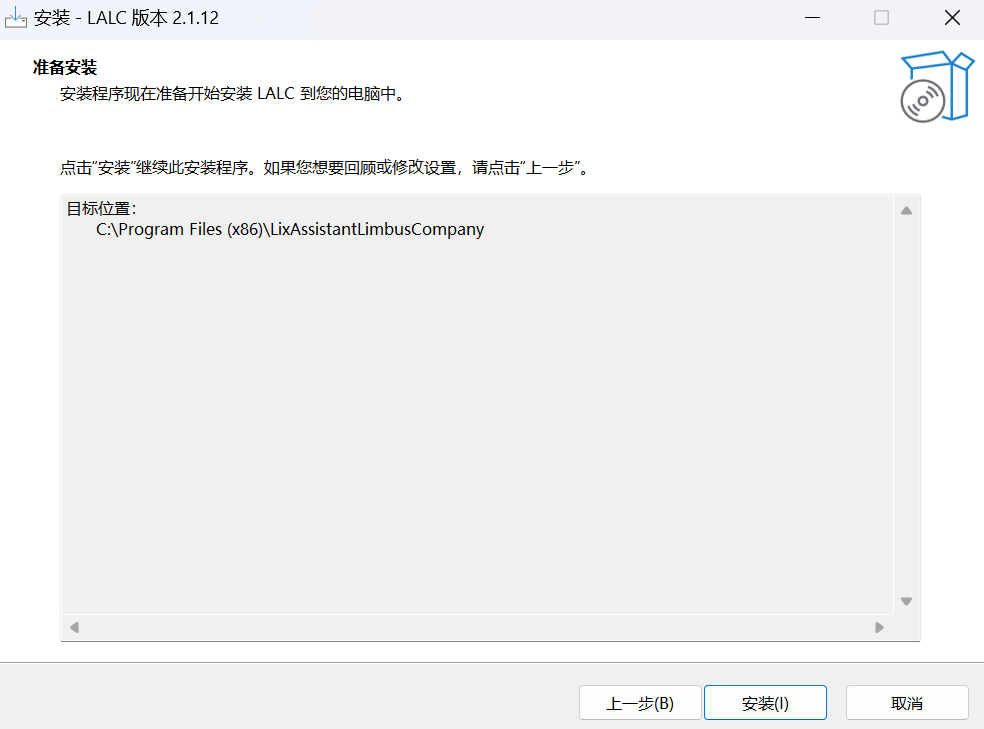 安装 - LALC 版本 2.1.12
准备安装
安装程序现在准备开始安装 LALC 到您的电脑中。
点击“安装”继续此安装程序。如果您想要回顾或修改设置，请点击“上一步”。
目标位置：
C:\Program Files (x86)\LixAssistantLimbusCompany
上一步(B)
安装(I)
取消